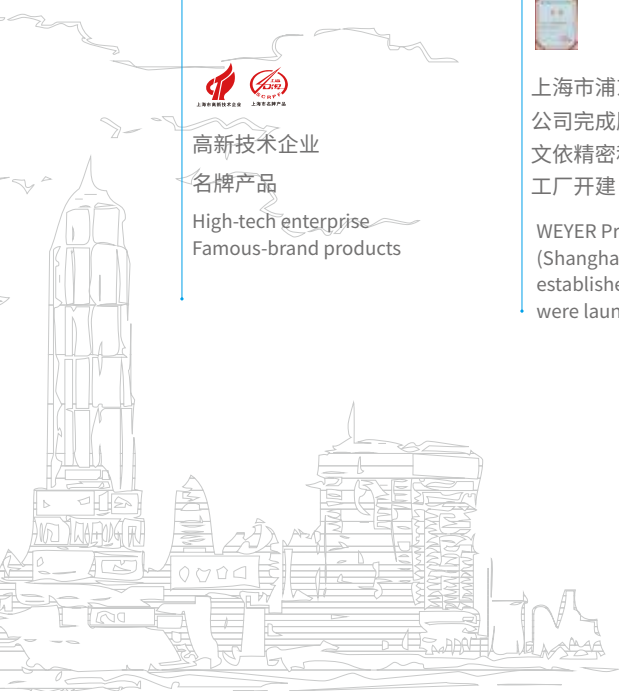 上海市高新技术企业
上海市名牌产品
高新技术企业
名牌产品
High-tech enterprise
Famous-brand products
上海市浦
公司完成
文依精密
工厂开建
WEYER Pr
(Shangha
establishe
were laun